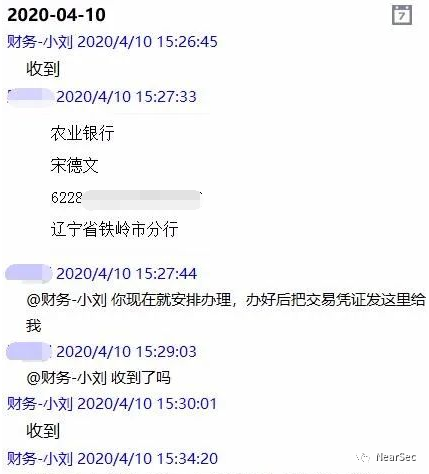 2020-04-10
7
财务-小刘 2020/4/10 15:26:45
收到
2020/4/10 15:27:33
农业银行
宋德文
6228
辽宁省铁岭市分行
2020/4/10 15:27:44
@财务-小刘 你现在就安排办理，办好后把交易凭证发这里给
我
2020/4/10 15:29:03
@财务-小刘 收到了吗
财务-小刘 2020/4/10 15:30:01
收到
NearSec
财务-小刘 2020/4/10 15:34:20